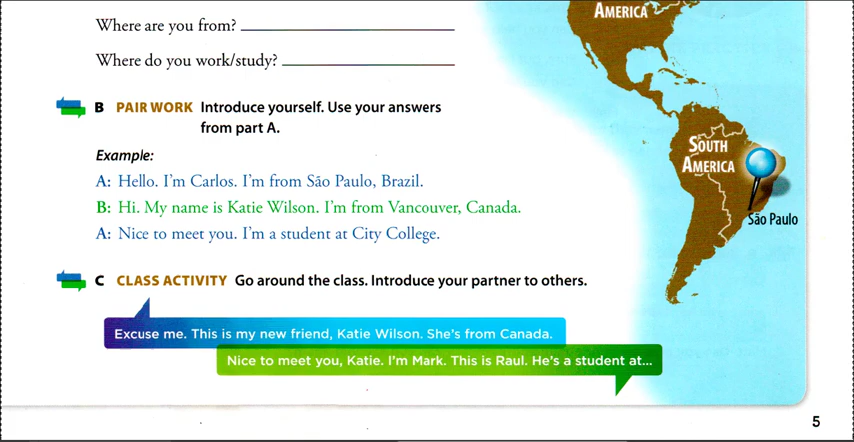 Where are you from?
Where do you work/study?
B PAIR WORK Introduce yourself. Use your answers
from part A.
Example:
A: Hello. I'm Carlos. I'm from São Paulo, Brazil.
B: Hi. My name is Katie Wilson. I'm from Vancouver, Canada.
A: Nice to meet you. I'm a student at City College.
C CLASS ACTIVITY Go around the class. Introduce your partner to others.
Excuse me. This is my new friend, Katie Wilson. She's from Canada.
Nice to meet you, Katie. I'm Mark. This is Raul. He's a student at...
AMERICA
SOUTH
AMERICA
São Paulo
5